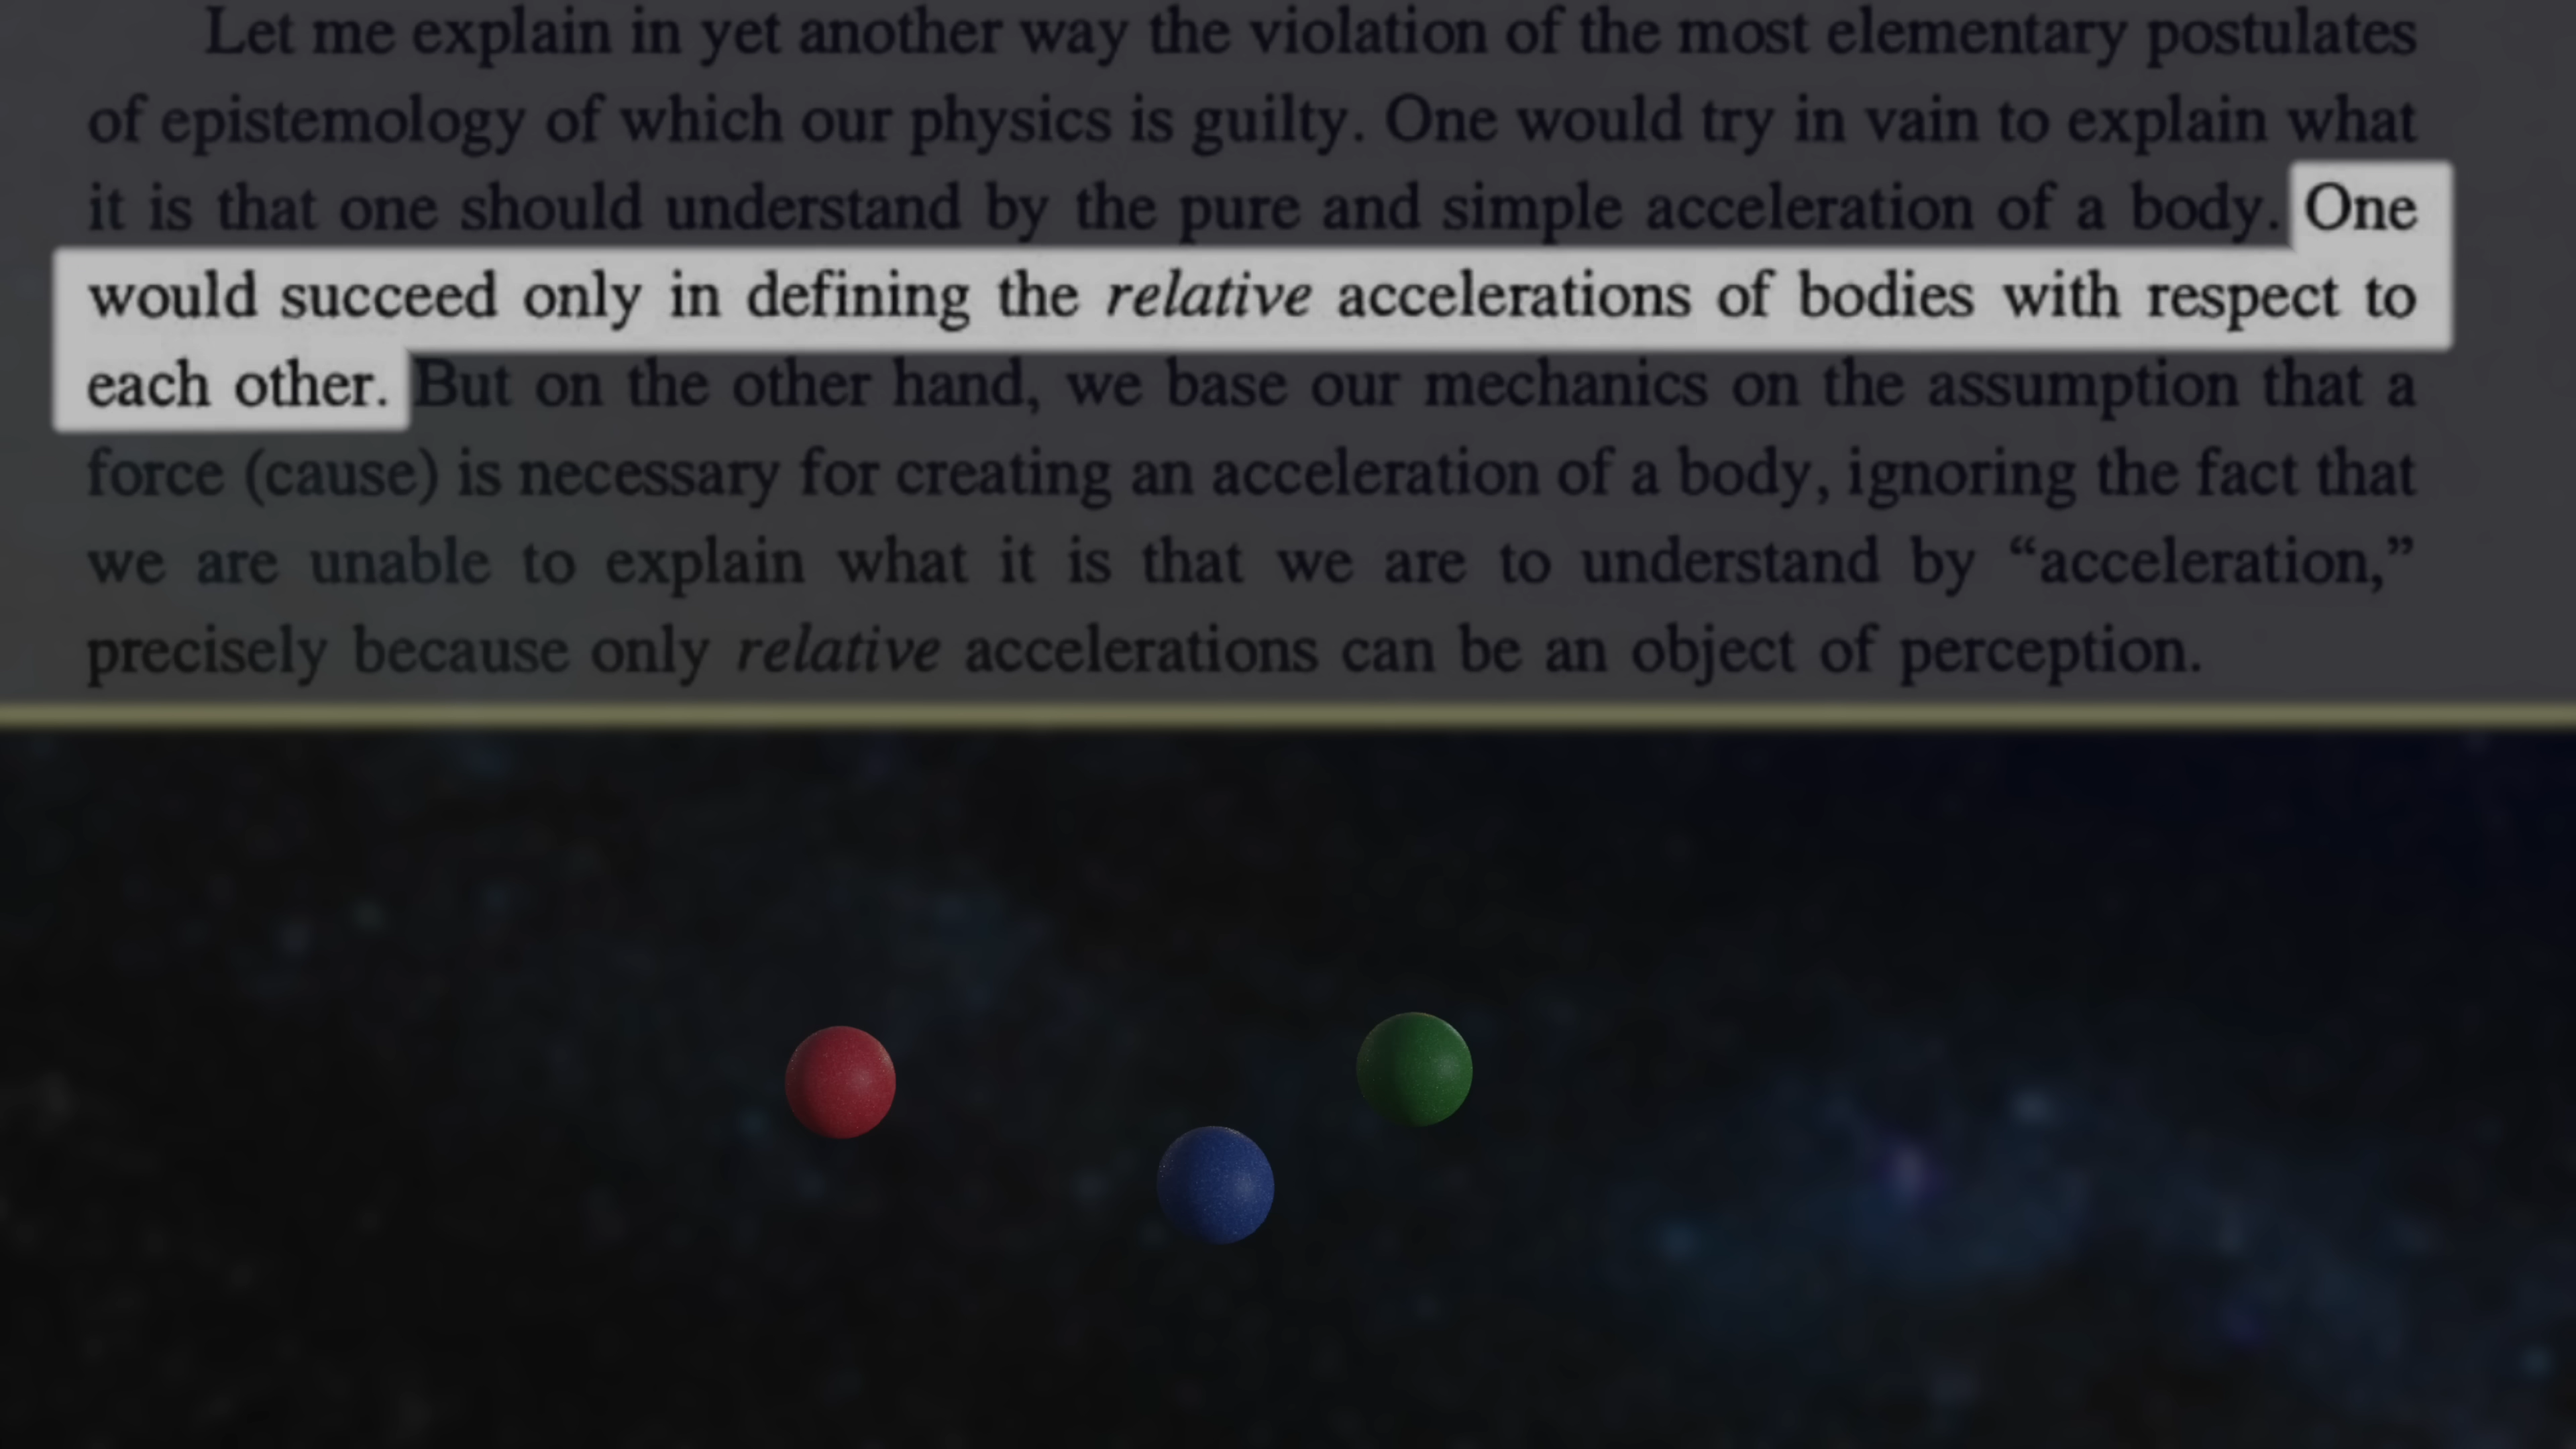 Let me explain in yet another way the violation of the most elementary postulates
of epistemology of which our physics is guilty. One would try in vain to explain what
it is that one should understand by the pure and simple acceleration of a body. One
would succeed only in defining the relative accelerations of bodies with respect to
each other. But on the other hand, we base our mechanics on the assumption that a
force (cause) is necessary for creating an acceleration of a body, ignoring the fact that
we are unable to explain what it is that we are to understand by “acceleration,”
precisely because only relative accelerations can be an object of perception.